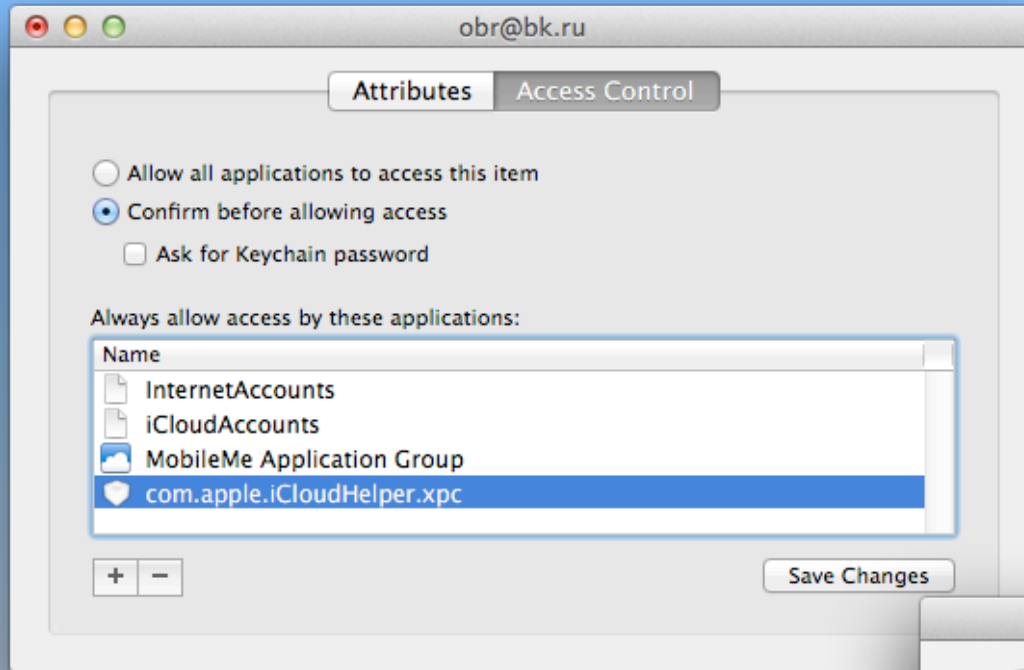 obr@bk.ru
Attributes Access Control
Allow all applications to access this item
Confirm before allowing access
Ask for Keychain password
Always allow access by these applications:
Name
InternetAccounts
iCloudAccounts
MobileMe Application Group
com.apple.iCloudHelper.xpc
+ − Save Changes